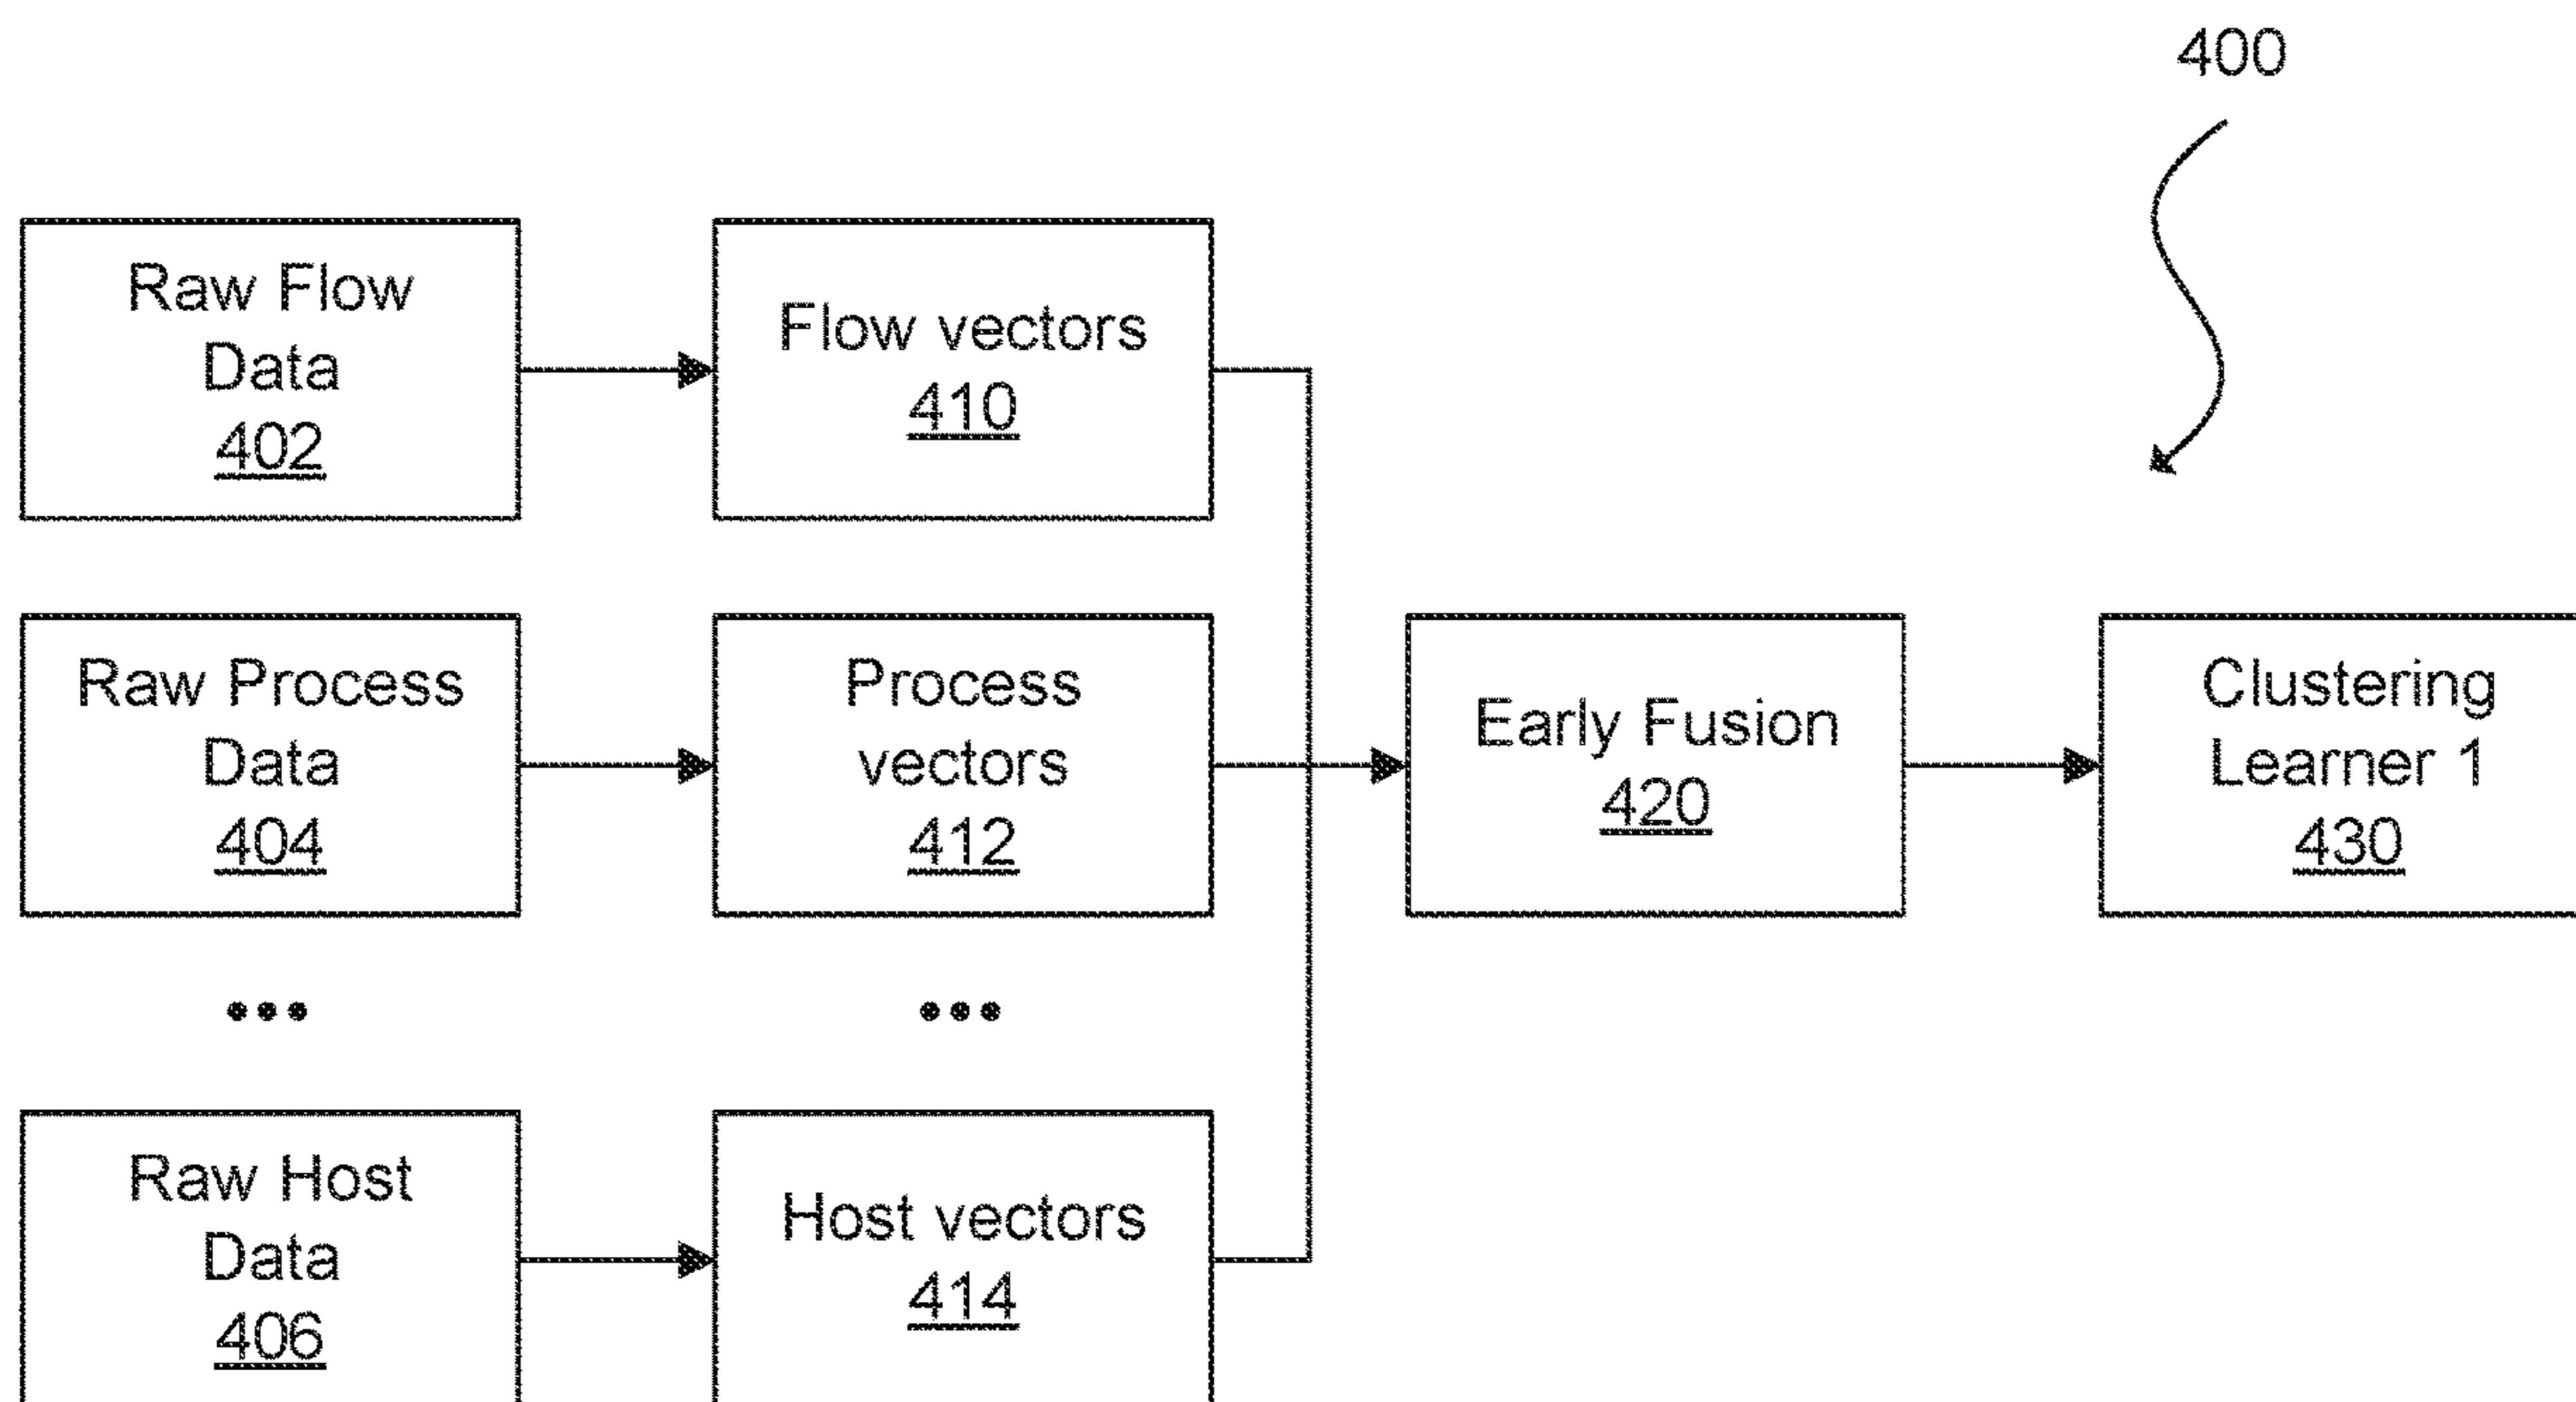 400
Raw Flow
Data
402
Flow vectors
410
Raw Process
Data
404
Process
vectors
412
Early Fusion
420
Clustering
Learner 1
430
...
...
Raw Host
Data
406
Host vectors
414